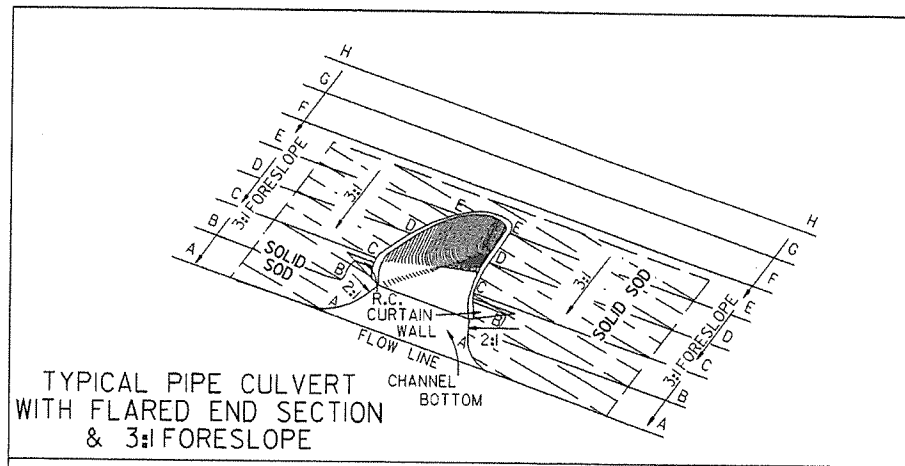 H
G
F
E
D
C
B
A
3:1 FORESLOPE
3:1
SOLID
SOD
E
E
D
D
C
C
B
B
A
A
2:1
2:1
3:1
SOLID SOD
R.C.
CURTAIN
WALL
FLOW LINE
CHANNEL
BOTTOM
H
G
F
E
D
C
B
A
3:1 FORESLOPE
TYPICAL PIPE CULVERT
WITH FLARED END SECTION
& 3:1 FORESLOPE